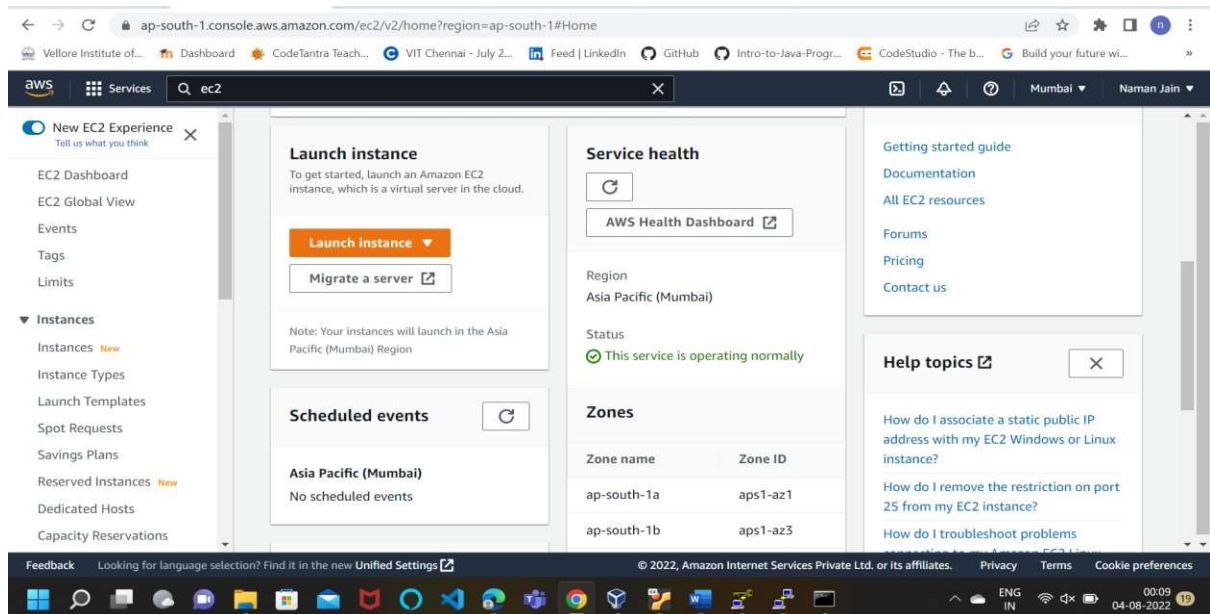 ap-south-1.console.aws.amazon.com/ec2/v2/home?region=ap-south-1#Home
n
Vellore Institute of...
Dashboard
CodeTantra Teach...
VIT Chennai - July 2...
Feed | LinkedIn
GitHub
Intro-to-Java-Progr...
CodeStudio - The b...
Build your future wi...
»
aws
Services
ec2
Mumbai
Naman Jain
New EC2 Experience
Tell us what you think
EC2 Dashboard
EC2 Global View
Events
Tags
Limits
Instances
Instances New
Instance Types
Launch Templates
Spot Requests
Savings Plans
Reserved Instances New
Dedicated Hosts
Capacity Reservations
Launch instance
To get started, launch an Amazon EC2
instance, which is a virtual server in the cloud.
Launch instance
Migrate a server
Note: Your instances will launch in the Asia
Pacific (Mumbai) Region
Scheduled events
Asia Pacific (Mumbai)
No scheduled events
Service health
AWS Health Dashboard
Region
Asia Pacific (Mumbai)
Status
This service is operating normally
Zones
Zone name Zone ID
ap-south-1a aps1-az1
ap-south-1b aps1-az3
Getting started guide
Documentation
All EC2 resources
Forums
Pricing
Contact us
Help topics
How do I associate a static public IP
address with my EC2 Windows or Linux
instance?
How do I remove the restriction on port
25 from my EC2 instance?
How do I troubleshoot problems
connecting to my Amazon EC2 Linux
Feedback
Looking for language selection? Find it in the new Unified Settings
© 2022, Amazon Internet Services Private Ltd. or its affiliates.
Privacy
Terms
Cookie preferences
ENG
IN
00:09
04-08-2022
19